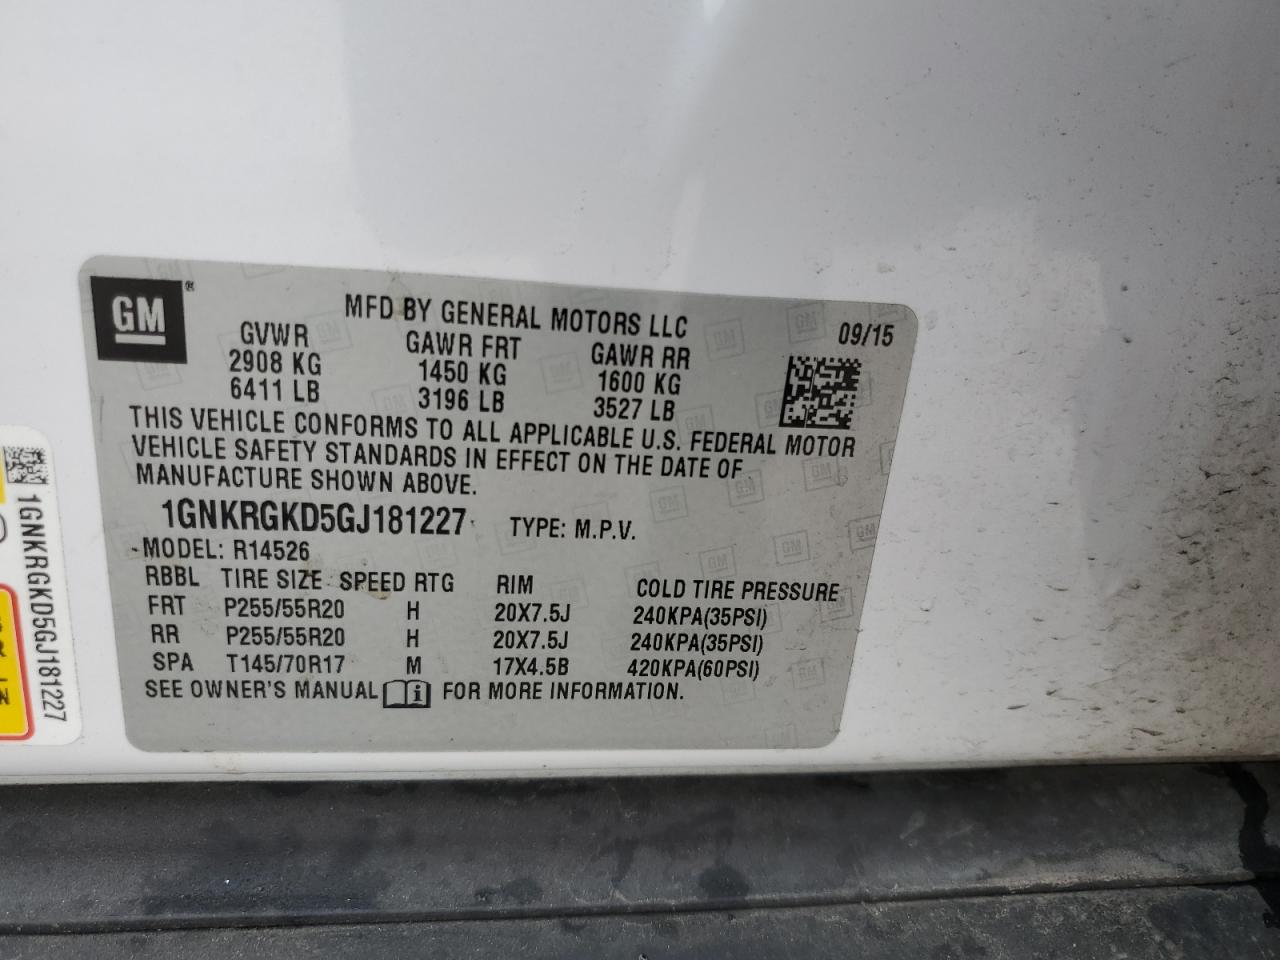 GM®
MFD BY GENERAL MOTORS LLC
09/15
GVWR GAWR FRT GAWR RR
2908 KG 1450 KG 1600 KG
6411 LB 3196 LB 3527 LB
THIS VEHICLE CONFORMS TO ALL APPLICABLE U.S. FEDERAL MOTOR
VEHICLE SAFETY STANDARDS IN EFFECT ON THE DATE OF
MANUFACTURE SHOWN ABOVE.
1GNKRGKD5GJ181227 TYPE: M.P.V.
MODEL: R14526
RBBL TIRE SIZE SPEED RTG RIM COLD TIRE PRESSURE
FRT P255/55R20 H 20X7.5J 240KPA(35PSI)
RR P255/55R20 H 20X7.5J 240KPA(35PSI)
SPA T145/70R17 M 17X4.5B 420KPA(60PSI)
SEE OWNER'S MANUAL i FOR MORE INFORMATION.
1GNKRGKD5GJ181227